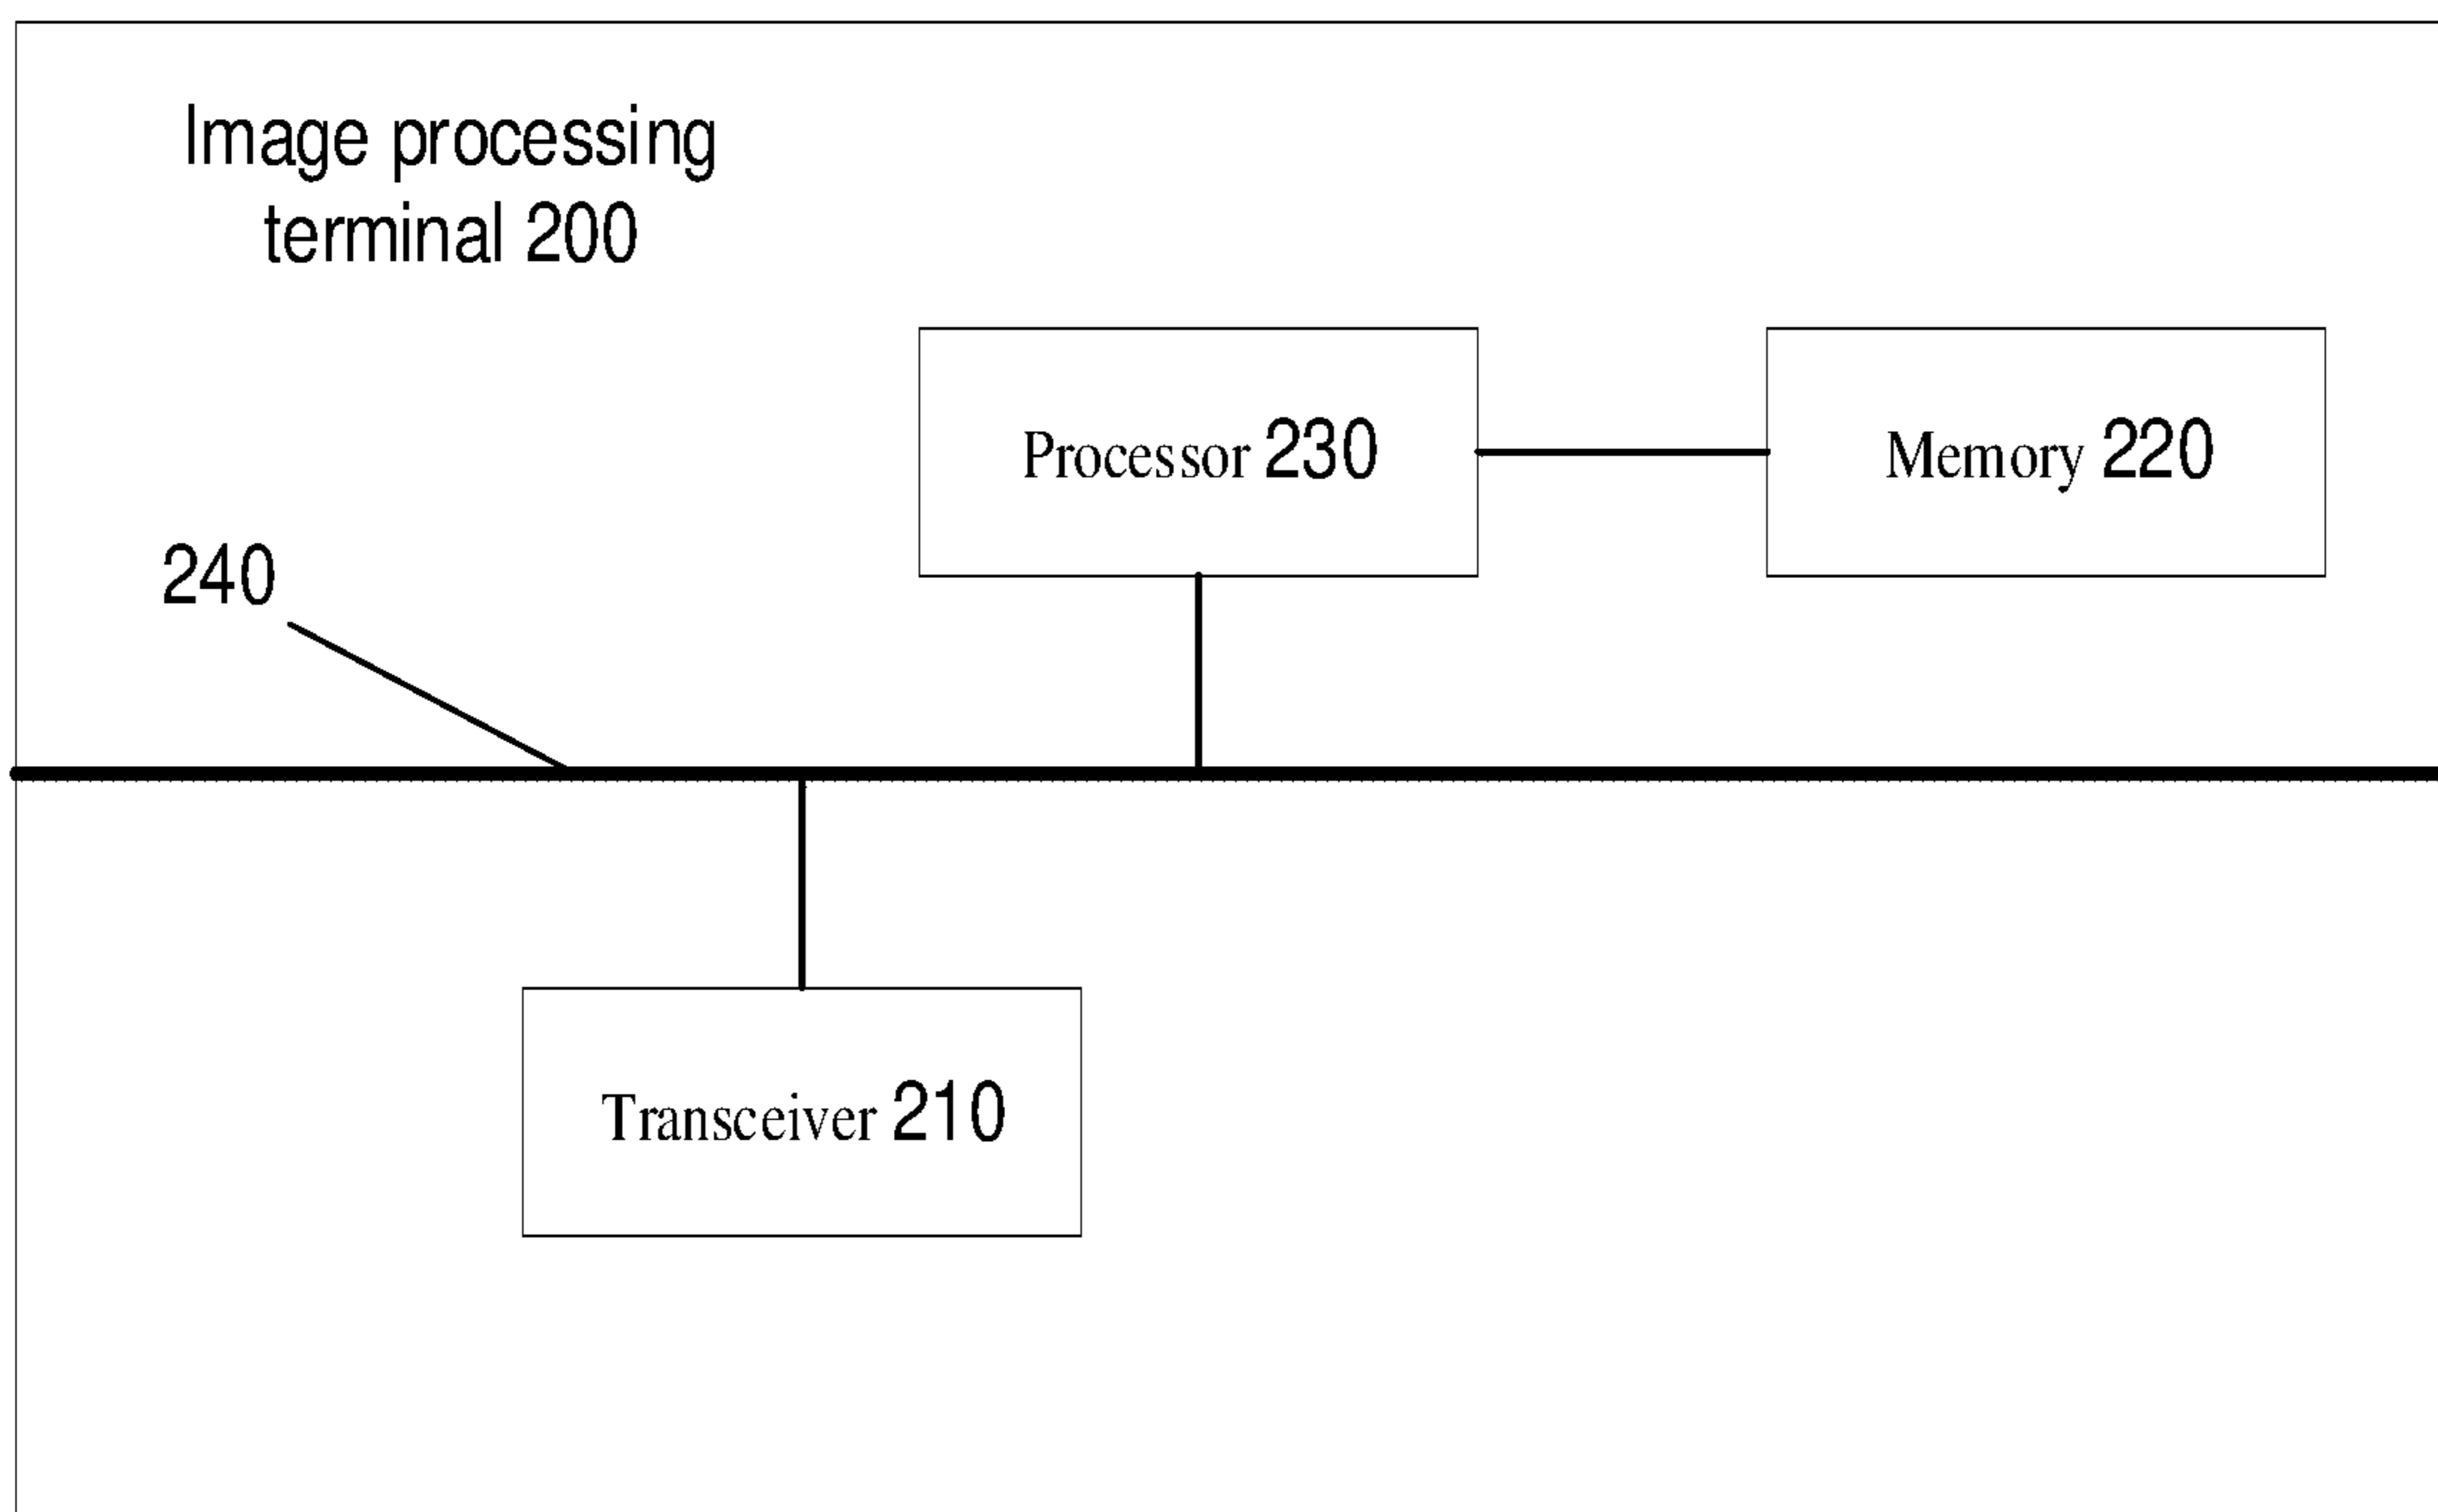 Image processing
terminal 200
Processor 230
Memory 220
240
Transceiver 210